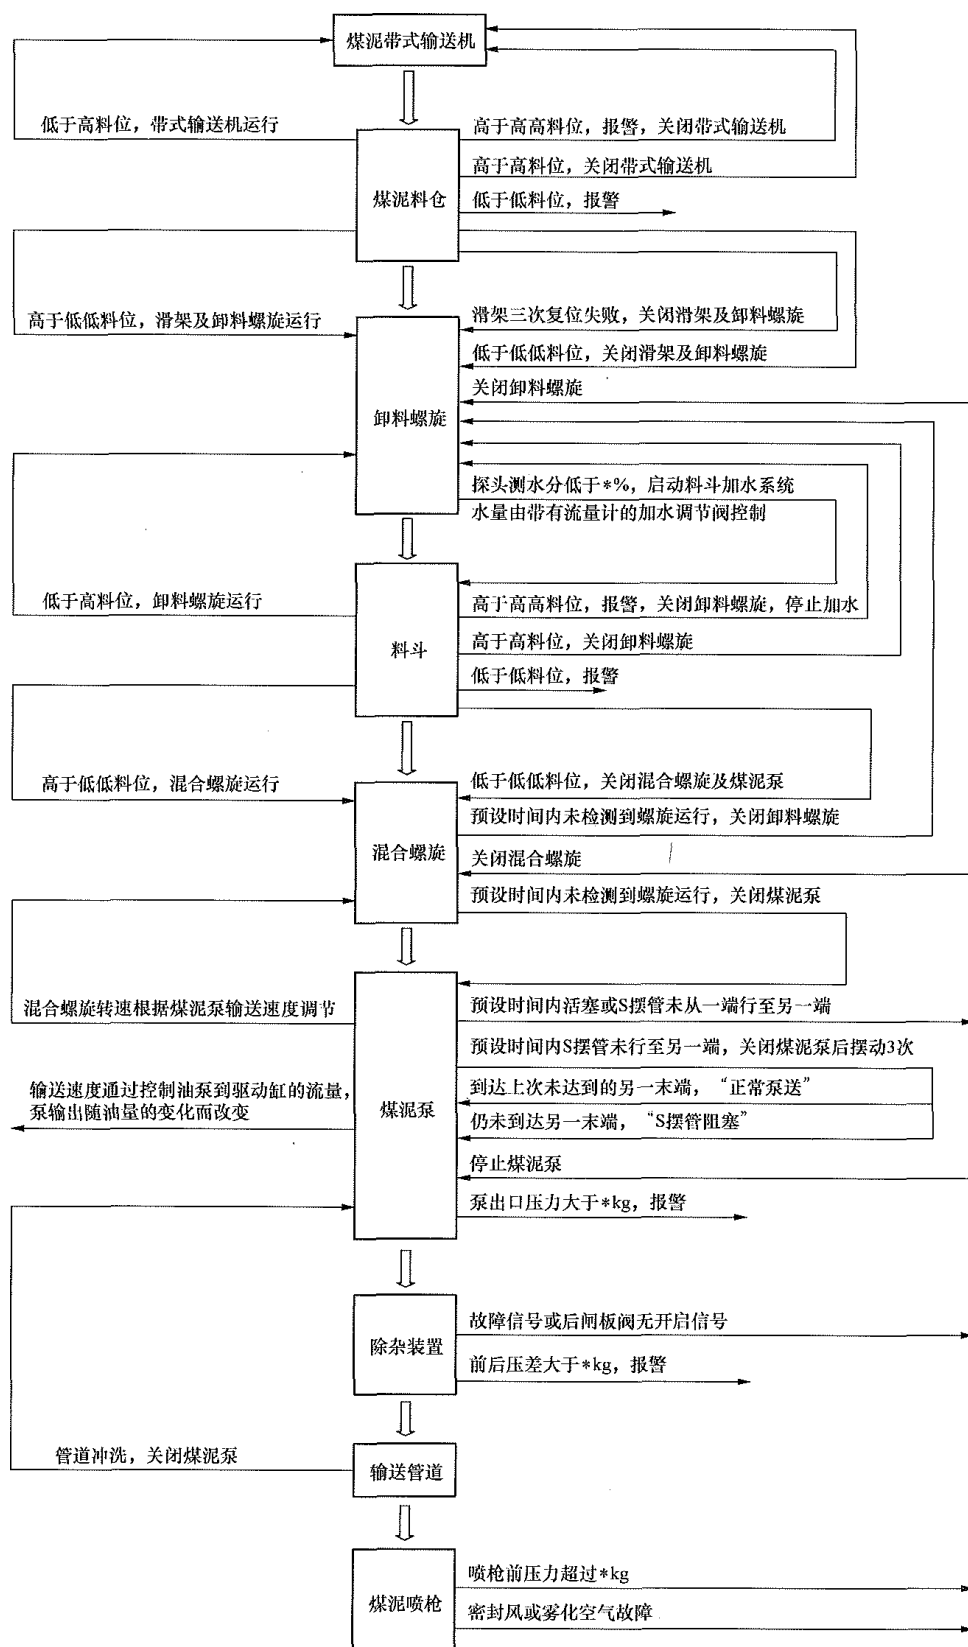 煤泥带式输送机
低于高料位，带式输送机运行
高于高高料位，报警，关闭带式输送机
高于高料位，关闭带式输送机
煤泥料仓
低于低料位，报警
高于低低料位，滑架及卸料螺旋运行
滑架三次复位失败，关闭滑架及卸料螺旋
低于低低料位，关闭滑架及卸料螺旋
关闭卸料螺旋
卸料螺旋
探头测水分低于*%，启动料斗加水系统
水量由带有流量计的加水调节阀控制
低于高料位，卸料螺旋运行
高于高高料位，报警，关闭卸料螺旋，停止加水
高于高料位，关闭卸料螺旋
料斗
低于低料位，报警
高于低低料位，混合螺旋运行
低于低低料位，关闭混合螺旋及煤泥泵
预设时间内未检测到螺旋运行，关闭卸料螺旋
混合螺旋
关闭混合螺旋
预设时间内未检测到螺旋运行，关闭煤泥泵
混合螺旋转速根据煤泥泵输送速度调节
预设时间内活塞或S摆管未从一端行至另一端
预设时间内S摆管未行至另一端，关闭煤泥泵后摆动3次
输送速度通过控制油泵到驱动缸的流量，
泵输出随油量的变化而改变
煤泥泵
到达上次未达到的另一末端，“正常泵送”
仍未到达另一末端，“S摆管阻塞”
停止煤泥泵
泵出口压力大于*kg，报警
故障信号或后闸板阀无开启信号
除杂装置
前后压差大于*kg，报警
管道冲洗，关闭煤泥泵
输送管道
喷枪前压力超过*kg
煤泥喷枪
密封风或雾化空气故障